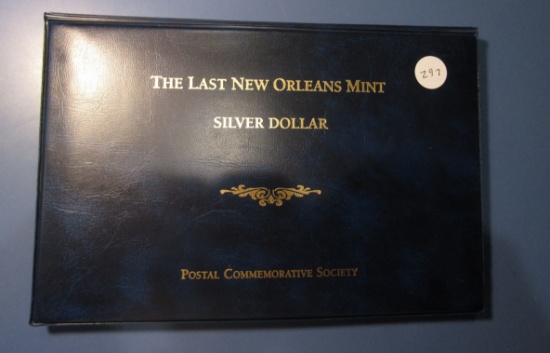 THE LAST NEW ORLEANS MINT
297
SILVER DOLLAR
POSTAL COMMEMORATIVE SOCIETY